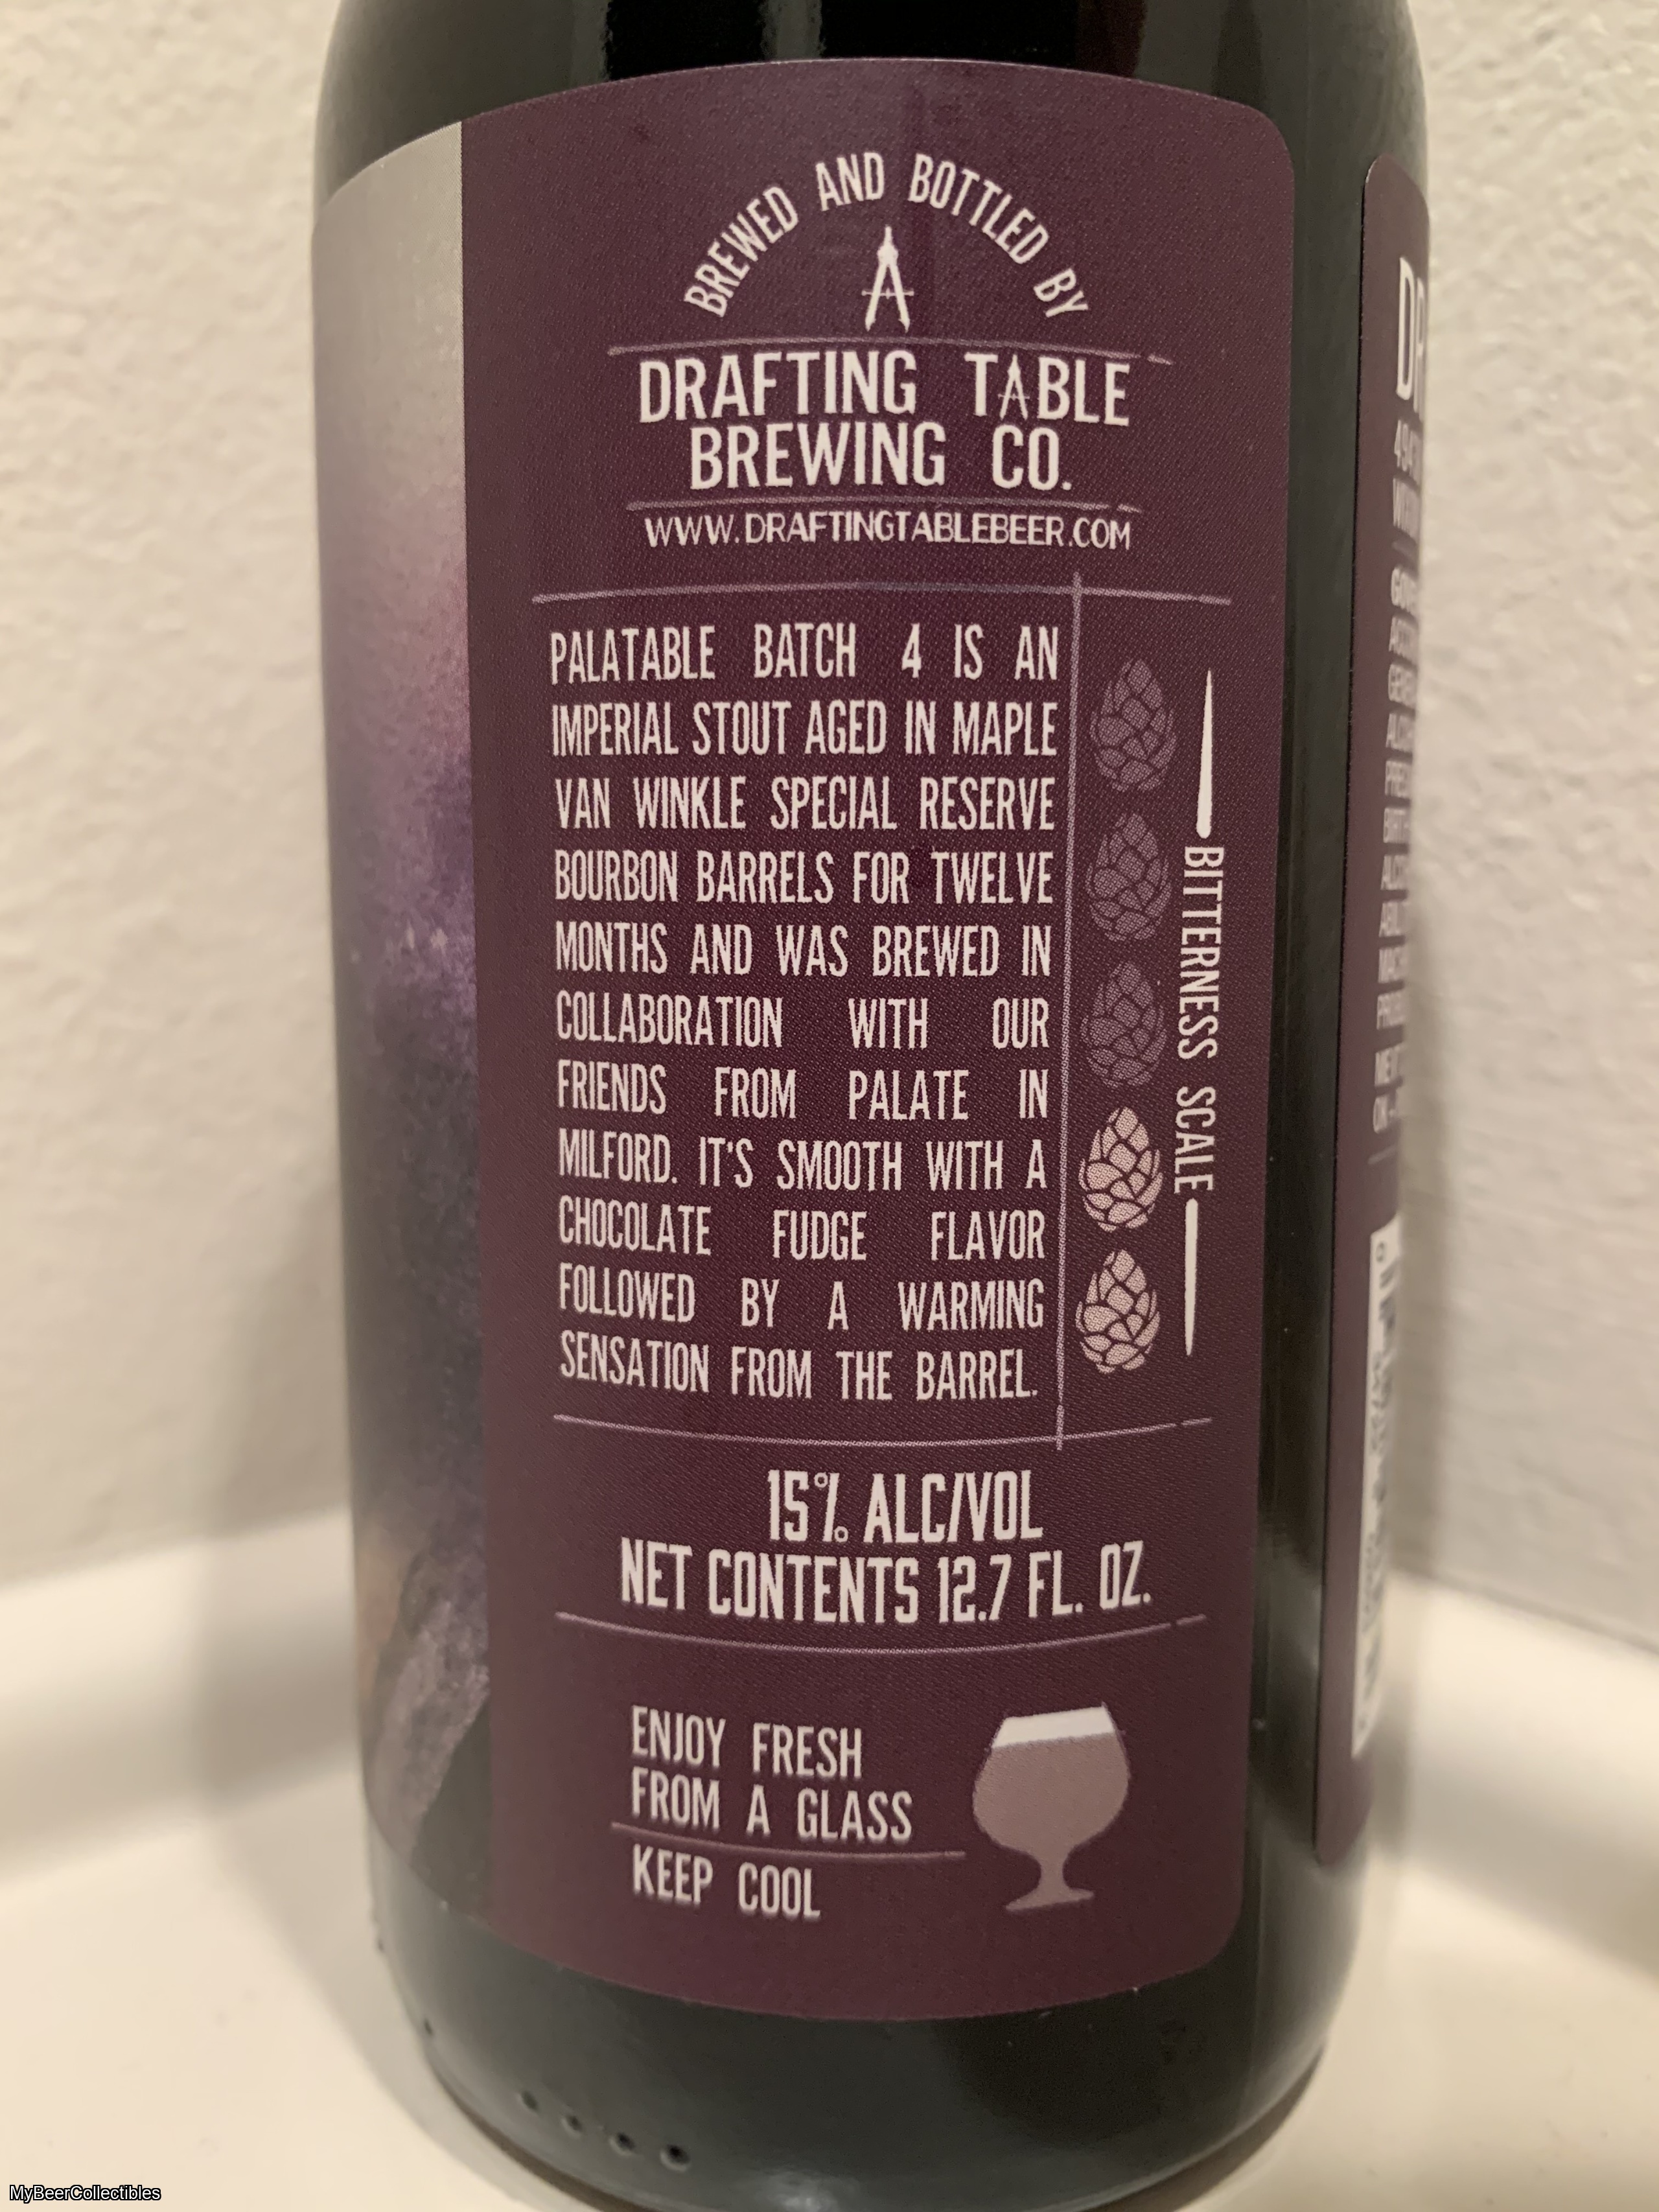 BREWED AND BOTTLED BY
DRAFTING TABLE
BREWING CO.
WWW.DRAFTINGTABLEBEER.COM
PALATABLE BATCH 4 IS AN
IMPERIAL STOUT AGED IN MAPLE
VAN WINKLE SPECIAL RESERVE
BOURBON BARRELS FOR TWELVE
MONTHS AND WAS BREWED IN
COLLABORATION WITH OUR
FRIENDS FROM PALATE IN
MILFORD. IT'S SMOOTH WITH A
CHOCOLATE FUDGE FLAVOR
FOLLOWED BY A WARMING
SENSATION FROM THE BARREL.
BITTERNESS SCALE
15% ALC/VOL
NET CONTENTS 12.7 FL. OZ.
ENJOY FRESH
FROM A GLASS
KEEP COOL
MyBeerCollectibles